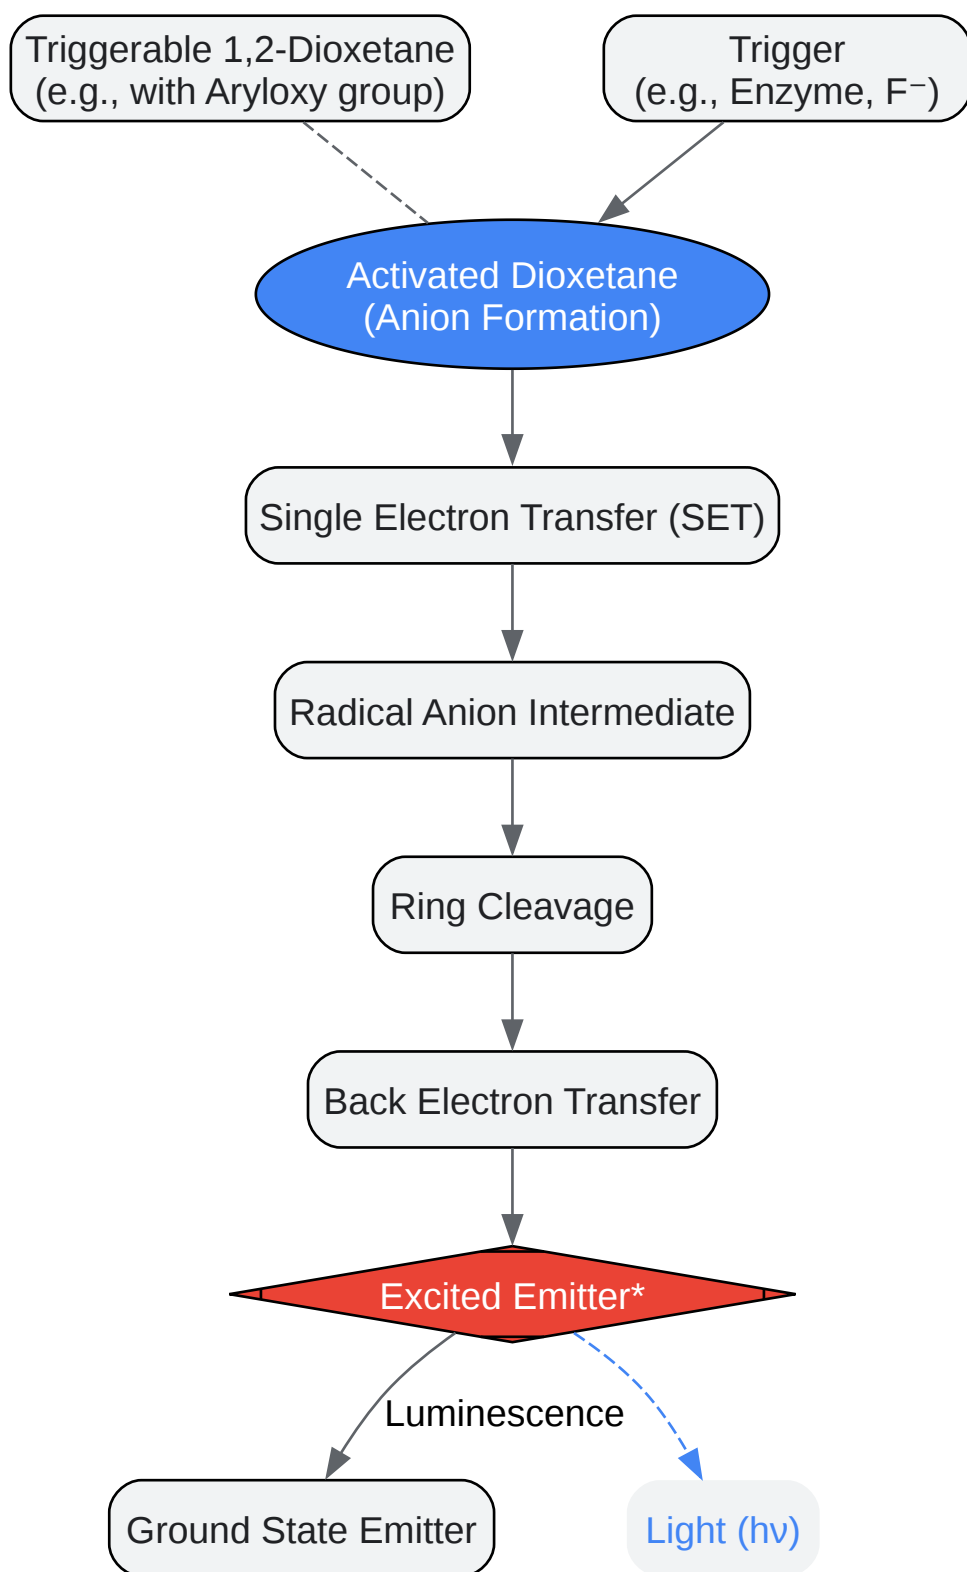 Triggerable 1,2-Dioxetane
(e.g., with Aryloxy group)
Trigger
(e.g., Enzyme, F⁻)
Activated Dioxetane
(Anion Formation)
Single Electron Transfer (SET)
Radical Anion Intermediate
Ring Cleavage
Back Electron Transfer
Excited Emitter*
Luminescence
Ground State Emitter
Light (hν)